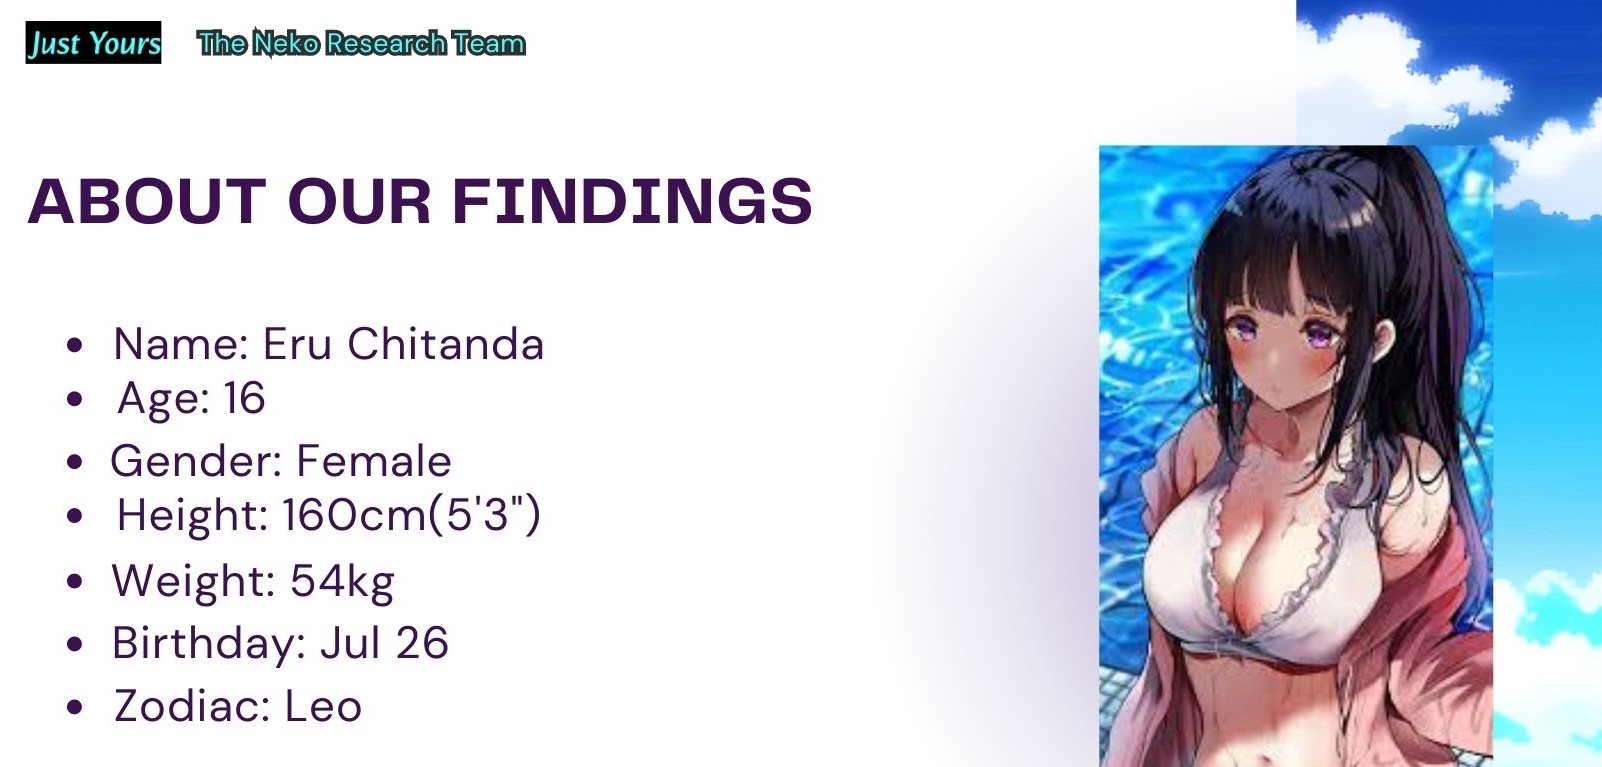 Just Yours
The Neko Research Team
ABOUT OUR FINDINGS
• Name: Eru Chitanda
• Age: 16
• Gender: Female
• Height: 160cm(5'3")
• Weight: 54kg
• Birthday: Jul 26
• Zodiac: Leo